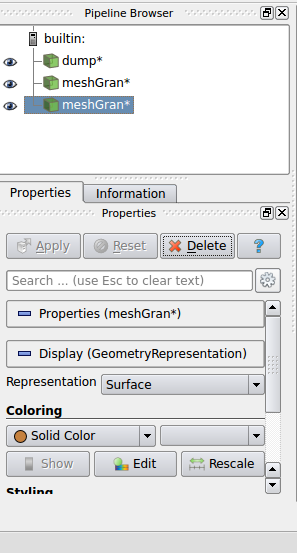 Pipeline Browser
builtin:
dump*
meshGran*
meshGran*
Properties Information
Properties
Apply Reset Delete ?
Search ... (use Esc to clear text)
Properties (meshGran*)
Display (GeometryRepresentation)
Representation Surface
Coloring
Solid Color
Show Edit Rescale
Styling